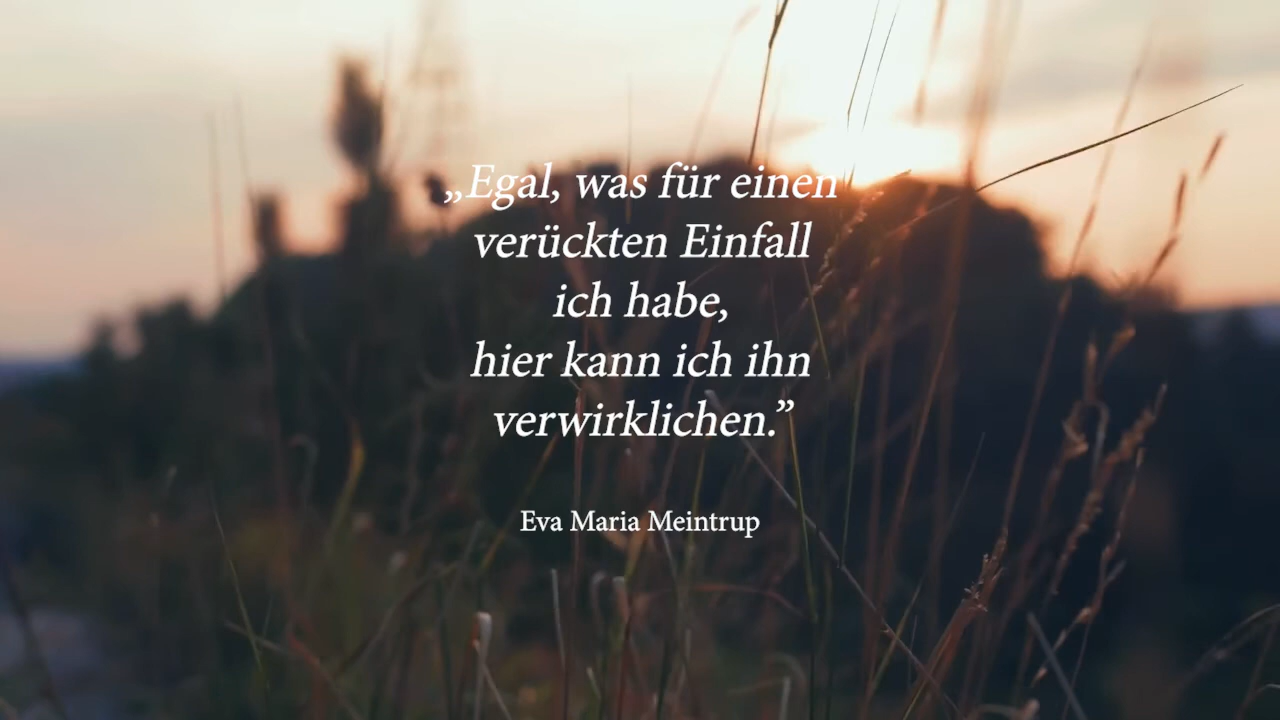 „Egal, was für einen
verückten Einfall
ich habe,
hier kann ich ihn
verwirklichen.”
Eva Maria Meintrup